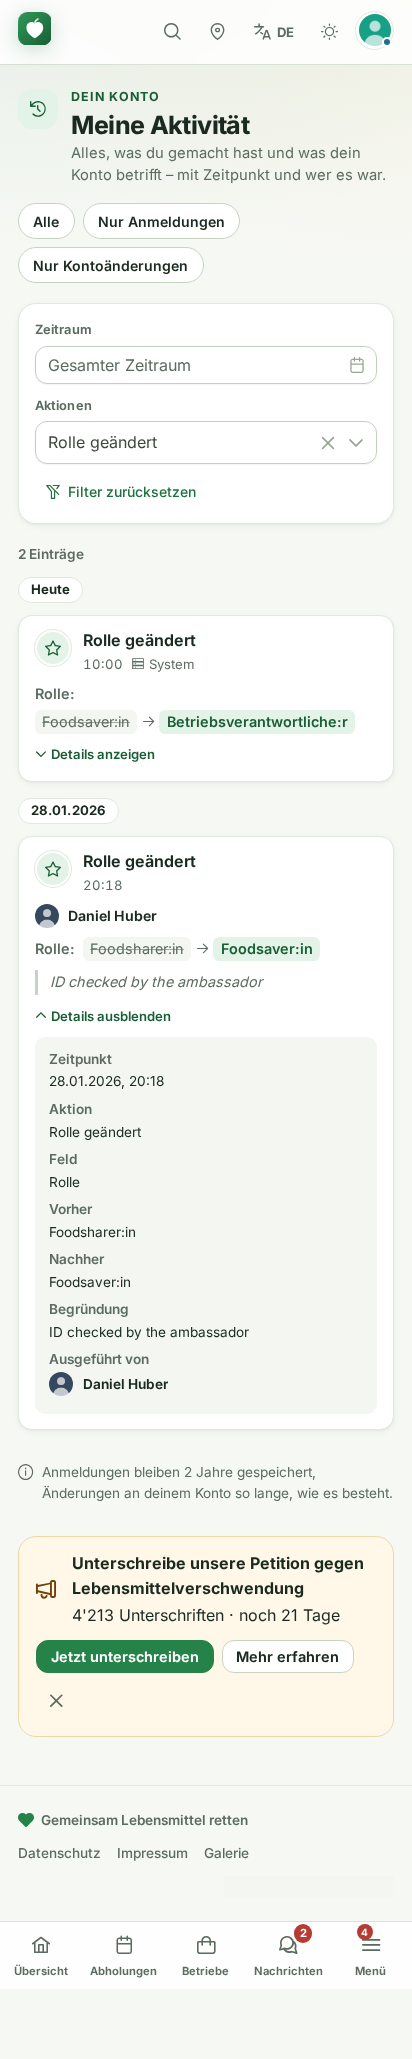 DE
DEIN KONTO
Meine Aktivität
Alles, was du gemacht hast und was dein
Konto betrifft – mit Zeitpunkt und wer es war.
Alle
Nur Anmeldungen
Nur Kontoänderungen
Zeitraum
Gesamter Zeitraum
Aktionen
Rolle geändert
Filter zurücksetzen
2 Einträge
Heute
Rolle geändert
10:00 System
Rolle:
Foodsaver:in → Betriebsverantwortliche:r
Details anzeigen
28.01.2026
Rolle geändert
20:18
Daniel Huber
Rolle: Foodsharer:in → Foodsaver:in
ID checked by the ambassador
Details ausblenden
Zeitpunkt
28.01.2026, 20:18
Aktion
Rolle geändert
Feld
Rolle
Vorher
Foodsharer:in
Nachher
Foodsaver:in
Begründung
ID checked by the ambassador
Ausgeführt von
Daniel Huber
Anmeldungen bleiben 2 Jahre gespeichert,
Änderungen an deinem Konto so lange, wie es besteht.
Unterschreibe unsere Petition gegen
Lebensmittelverschwendung
4'213 Unterschriften · noch 21 Tage
Jetzt unterschreiben
Mehr erfahren
Gemeinsam Lebensmittel retten
Datenschutz Impressum Galerie
2 4
Übersicht Abholungen Betriebe Nachrichten Menü